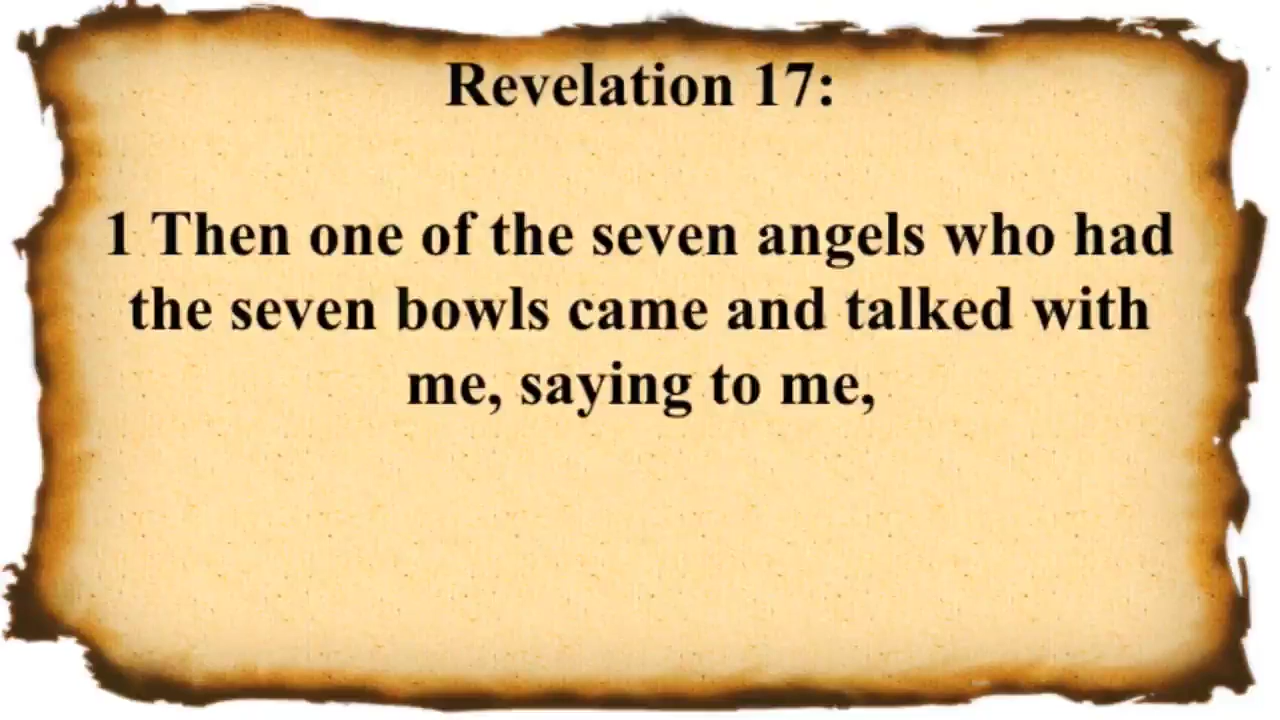 Revelation 17:
1 Then one of the seven angels who had
the seven bowls came and talked with
me, saying to me,